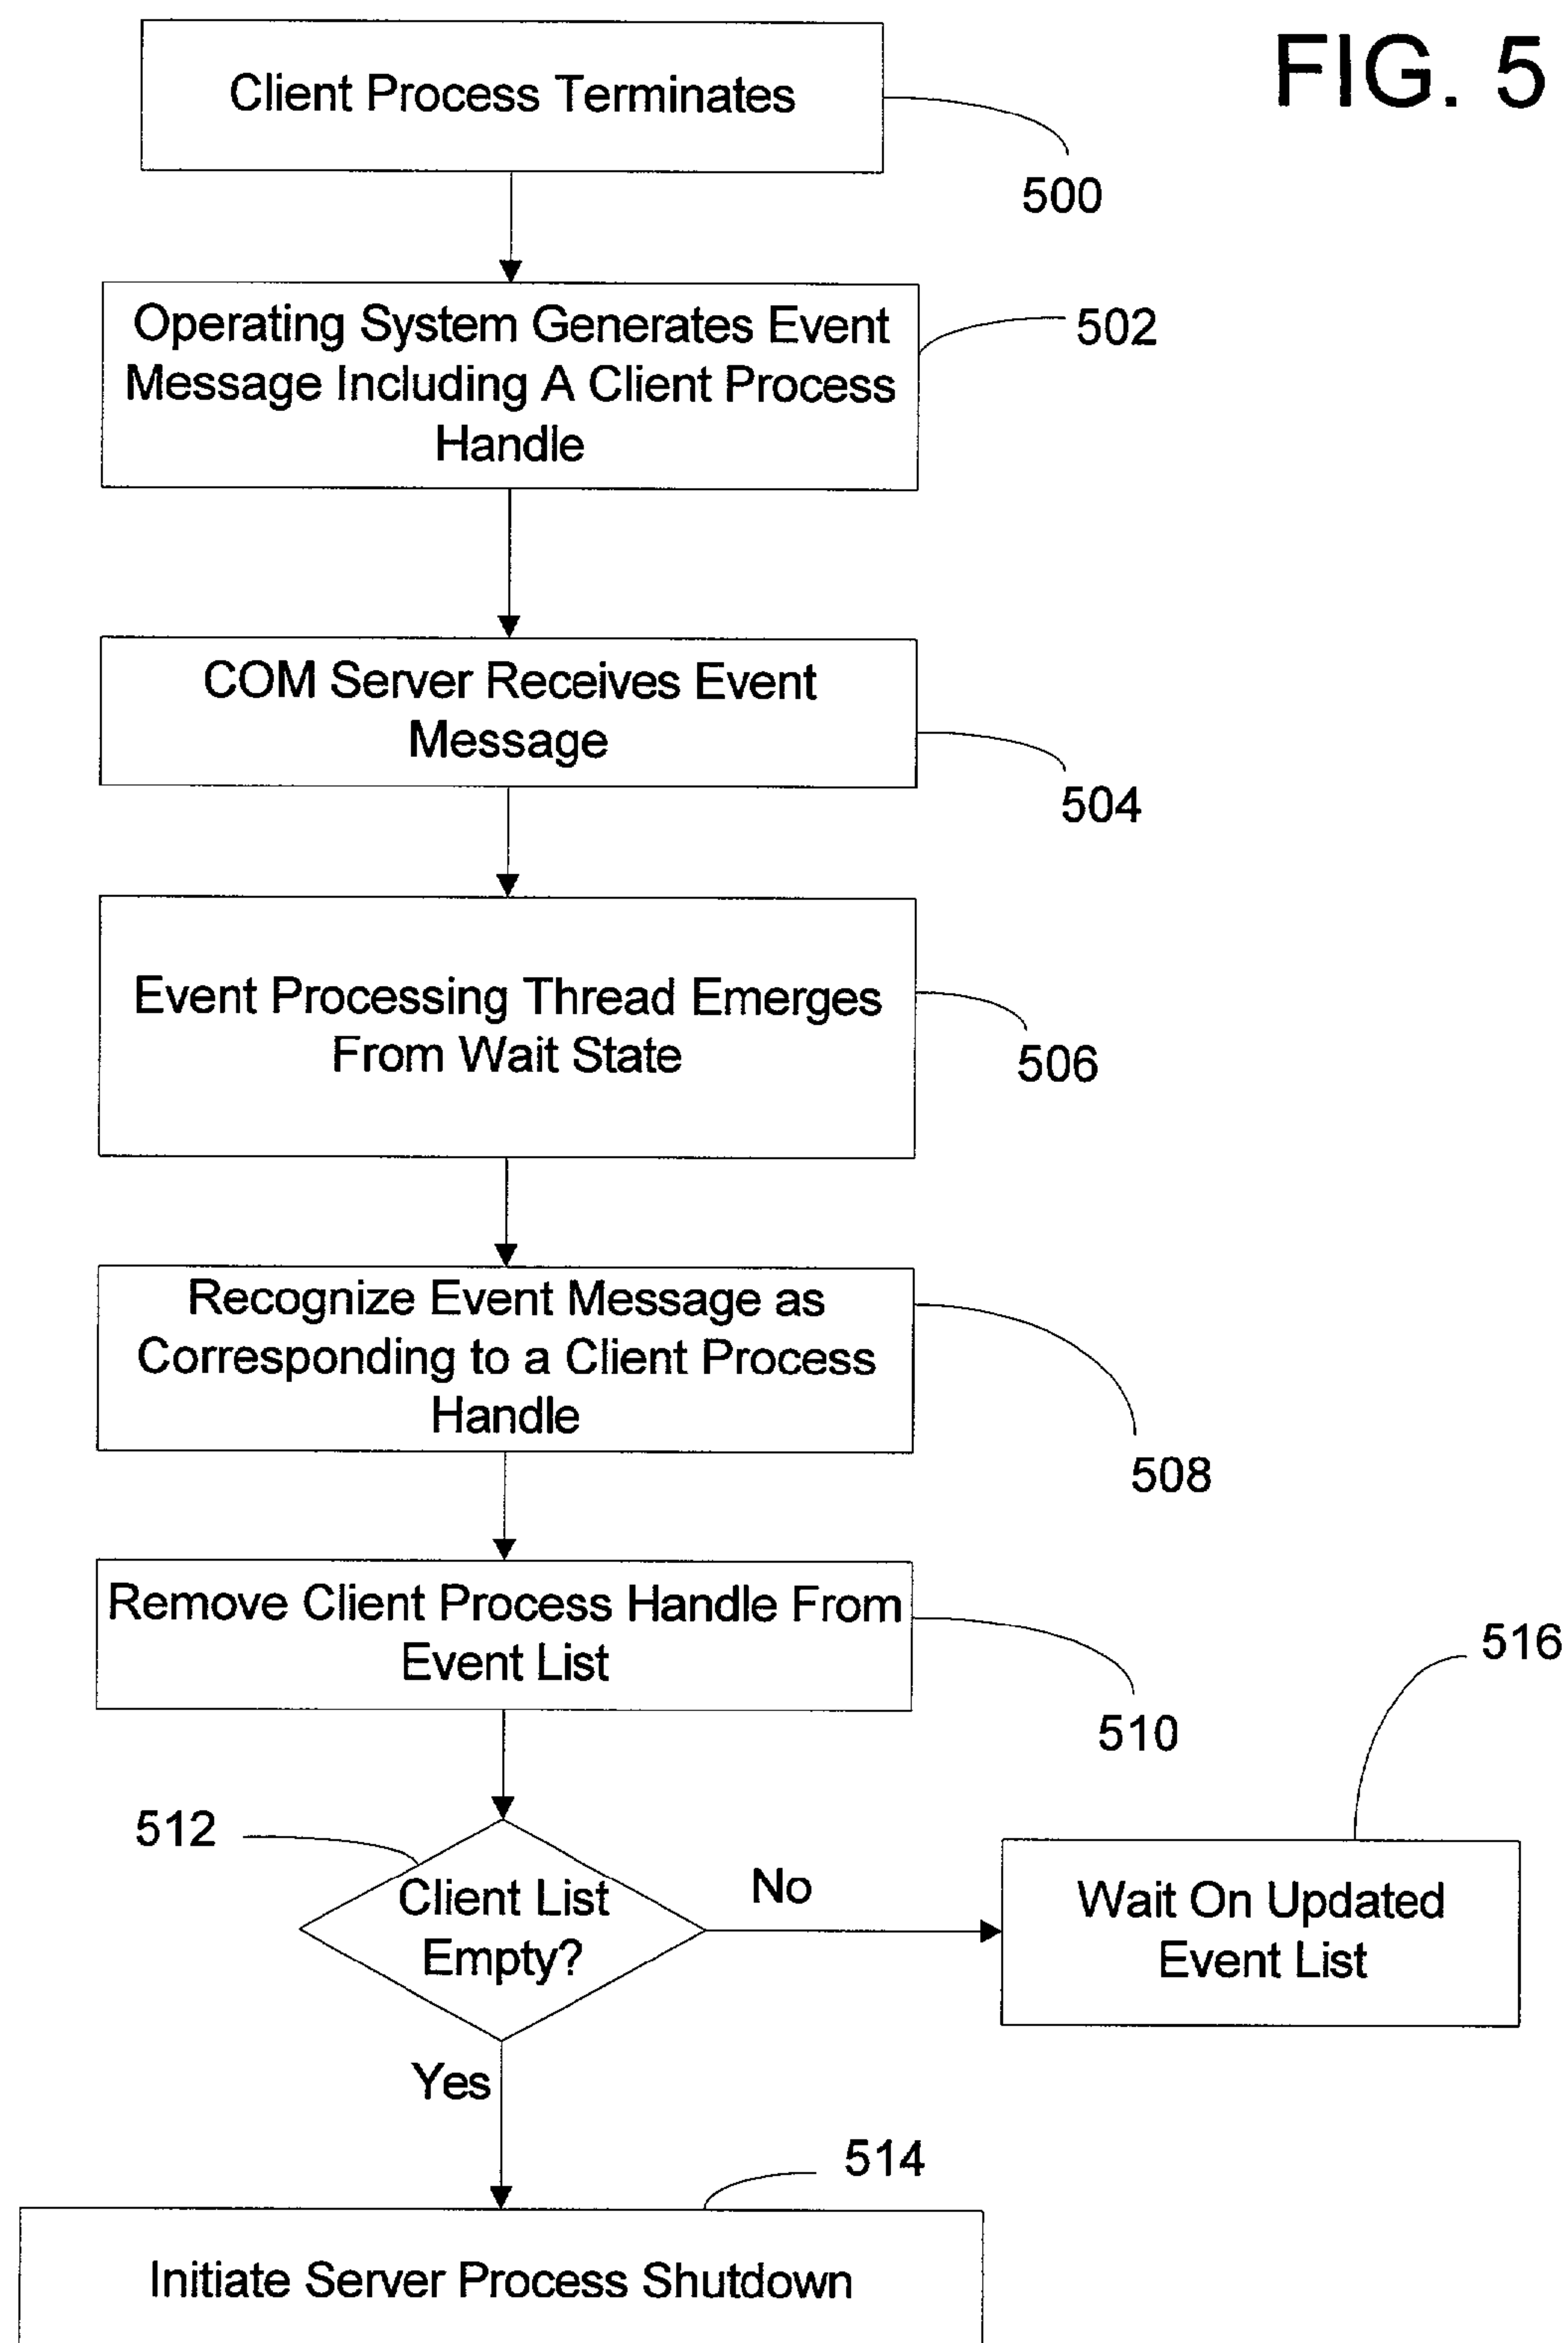 FIG. 5
Client Process Terminates
500
Operating System Generates Event
Message Including A Client Process
Handle
502
COM Server Receives Event
Message
504
Event Processing Thread Emerges
From Wait State
506
Recognize Event Message as
Corresponding to a Client Process
Handle
508
Remove Client Process Handle From
Event List
510
512
Client List
Empty?
No
516
Wait On Updated
Event List
Yes
514
Initiate Server Process Shutdown